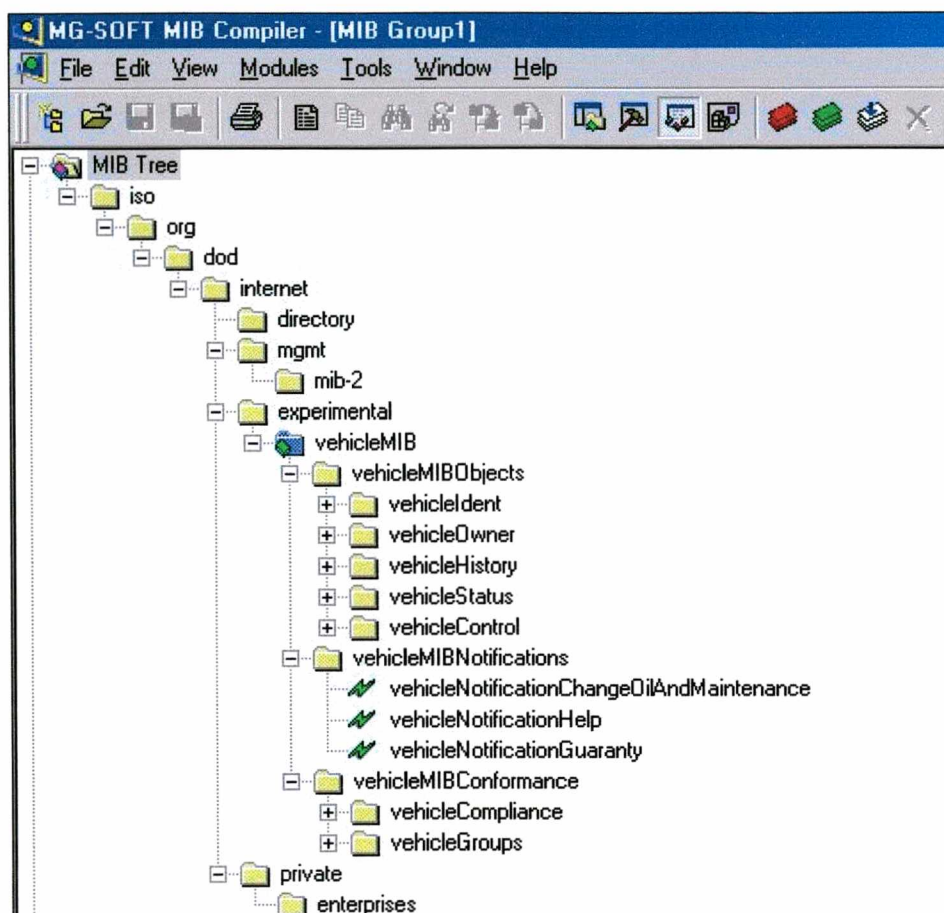 MG-SOFT MIB Compiler - [MIB Group1]
File Edit View Modules Tools Window Help
MIB Tree
iso
org
dod
internet
directory
mgmt
mib-2
experimental
vehicleMIB
vehicleMIBObjects
vehicleIdent
vehicleOwner
vehicleHistory
vehicleStatus
vehicleControl
vehicleMIBNotifications
vehicleNotificationChangeOilAndMaintenance
vehicleNotificationHelp
vehicleNotificationGuaranty
vehicleMIBConformance
vehicleCompliance
vehicleGroups
private
enterprises